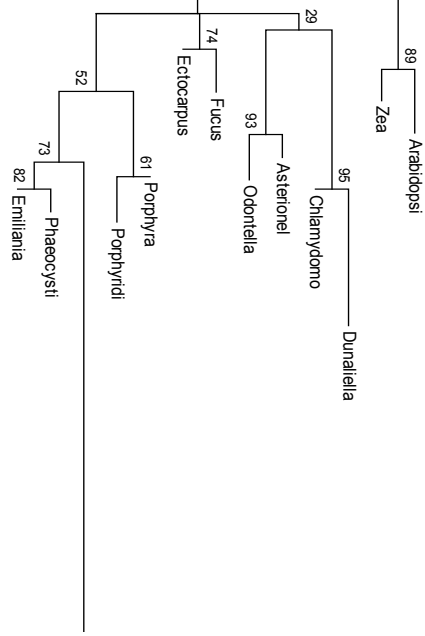 Arabidopsi
89
Zea
Dunaliella
95
Chlamydomo
29
Asterionel
93
Odontella
Fucus
74
Ectocarpus
Porphyra
61
Porphyridi
52
Phaeocysti
73
82 Emiliania